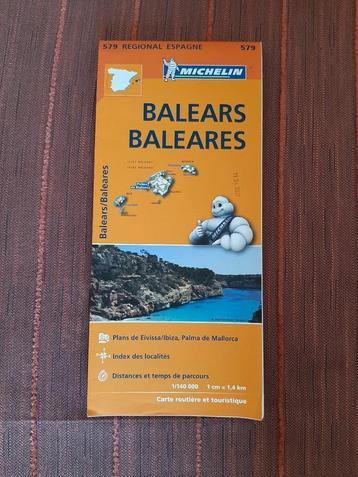 579 REGIONAL ESPAGNE 579
MICHELIN
BALEARS
BALEARES
Balears/Baleares
MICHELIN
Plans de Eivissa/Ibiza, Palma de Mallorca
Index des localités
Distances et temps de parcours
1/140 000 1 cm = 1,4 km
Carte routière et touristique